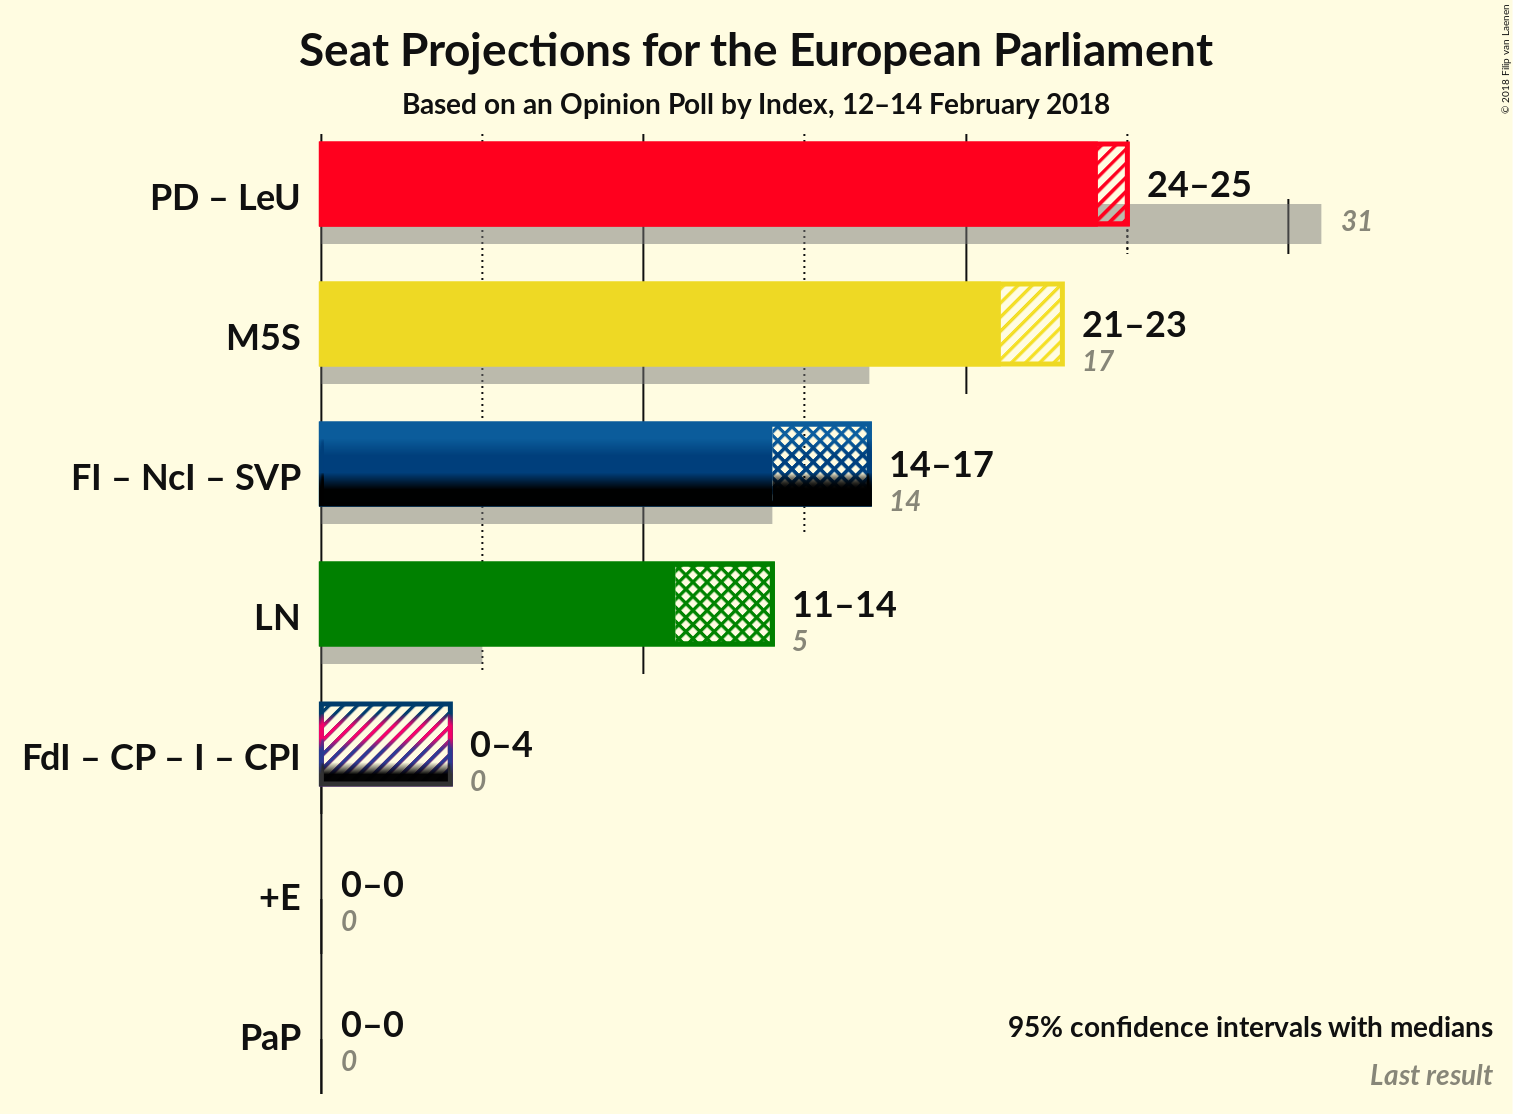 Seat Projections for the European Parliament
Based on an Opinion Poll by Index, 12–14 February 2018
© 2018 Filip van Laenen
PD – LeU
24–25
31
M5S
21–23
17
FI – NcI – SVP
14–17
14
LN
11–14
5
FdI – CP – I – CPI
0–4
0
+E
0–0
0
PaP
0–0
0
95% confidence intervals with medians
Last result